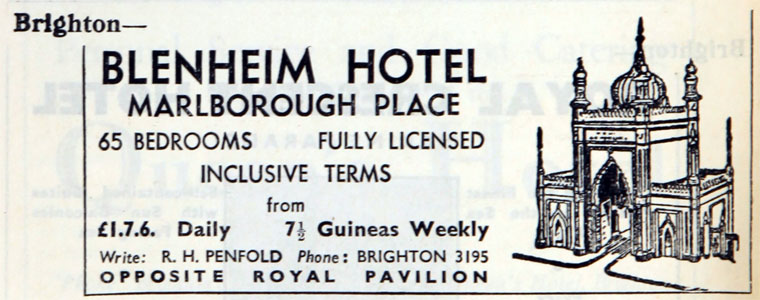 Brighton—
BLENHEIM HOTEL
MARLBOROUGH PLACE
65 BEDROOMS FULLY LICENSED
INCLUSIVE TERMS
from
£1.7.6. Daily 7½ Guineas Weekly
Write: R. H. PENFOLD Phone: BRIGHTON 3195
OPPOSITE ROYAL PAVILION